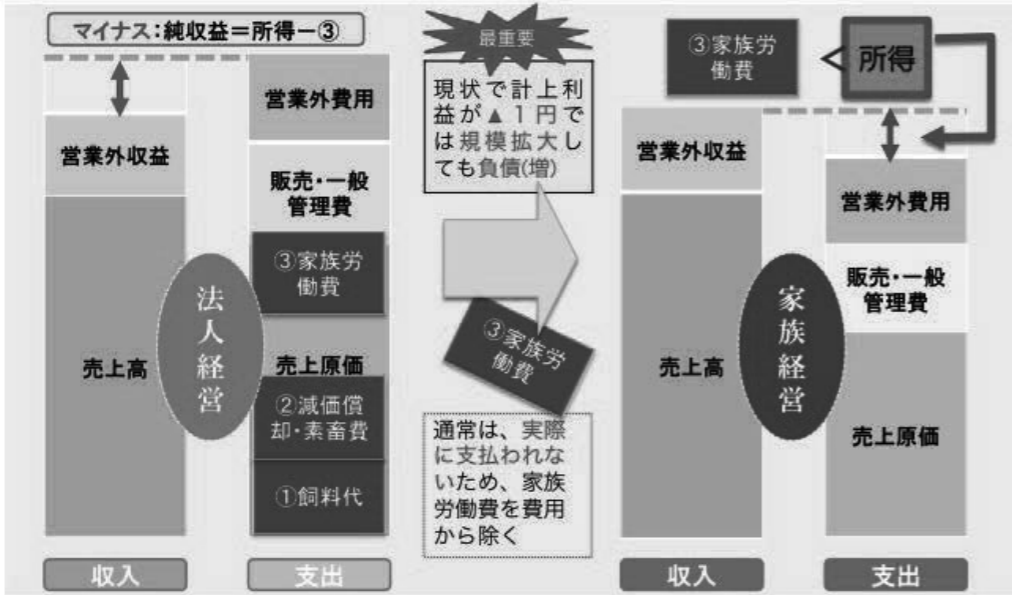 マイナス：純収益＝所得ー③
営業外収益
売上高
収入
法人経営
営業外費用
販売・一般
管理費
③家族労
働費
売上原価
②減価償
却・素畜費
①飼料代
支出
最重要
現状で計上利
益が▲１円で
は規模拡大し
ても負債(増)
③家族労
働費
通常は、実際
に支払われな
いため、家族
労働費を費用
から除く
③家族労
働費
所得
営業外収益
売上高
収入
家族経営
営業外費用
販売・一般
管理費
売上原価
支出